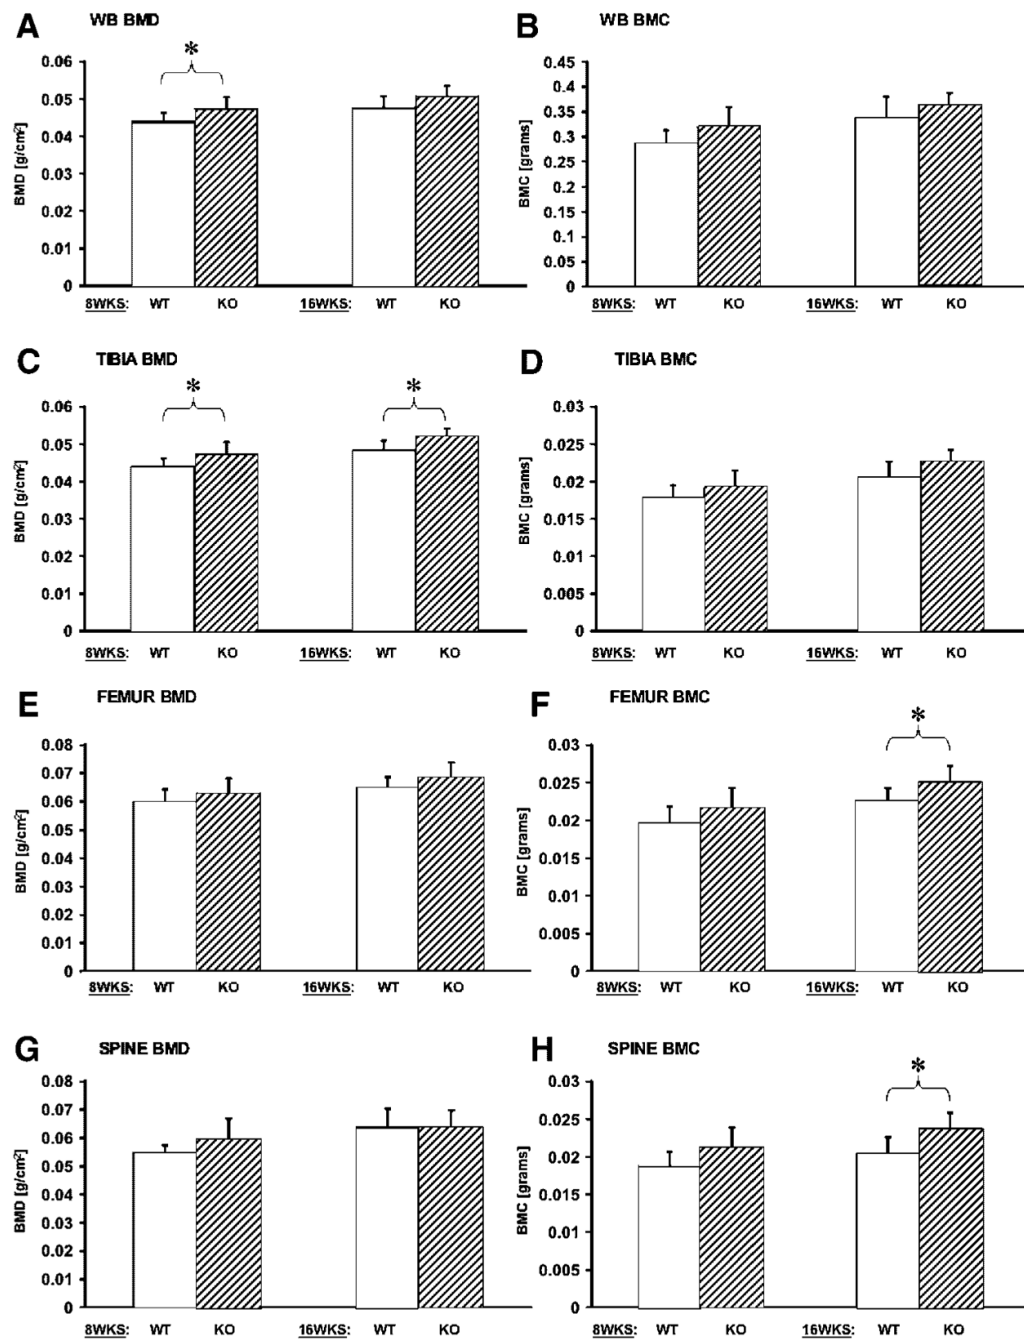 A WB BMD
*
BMD [g/cm²]
0.06
0.05
0.04
0.03
0.02
0.01
0
8WKS: WT KO 16WKS: WT KO
B WB BMC
BMC [grams]
0.45
0.4
0.35
0.3
0.25
0.2
0.15
0.1
0.05
0
8WKS: WT KO 16WKS: WT KO
C TIBIA BMD
* *
BMD [g/cm²]
0.06
0.05
0.04
0.03
0.02
0.01
0
8WKS: WT KO 16WKS: WT KO
D TIBIA BMC
BMC [grams]
0.03
0.025
0.02
0.015
0.01
0.005
0
8WKS: WT KO 16WKS: WT KO
E FEMUR BMD
BMD [g/cm²]
0.08
0.07
0.06
0.05
0.04
0.03
0.02
0.01
0
8WKS: WT KO 16WKS: WT KO
F FEMUR BMC
*
BMC [grams]
0.03
0.025
0.02
0.015
0.01
0.005
0
8WKS: WT KO 16WKS: WT KO
G SPINE BMD
BMD [g/cm²]
0.08
0.07
0.06
0.05
0.04
0.03
0.02
0.01
0
8WKS: WT KO 16WKS: WT KO
H SPINE BMC
*
BMC [grams]
0.03
0.025
0.02
0.015
0.01
0.005
0
8WKS: WT KO 16WKS: WT KO